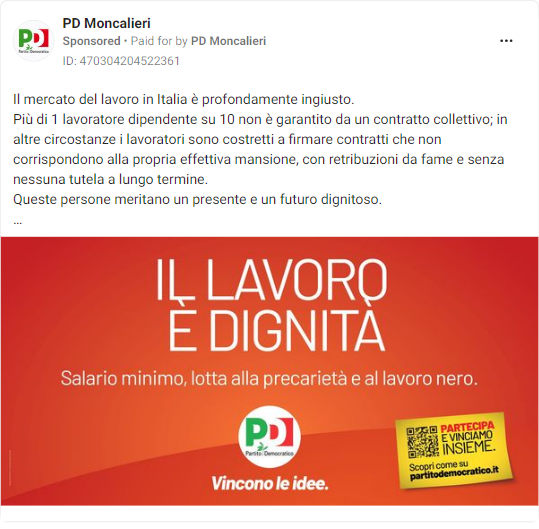 PD Moncalieri
Sponsored • Paid for by PD Moncalieri
ID: 470304204522361
PD
Partito Democratico
Il mercato del lavoro in Italia è profondamente ingiusto.
Più di 1 lavoratore dipendente su 10 non è garantito da un contratto collettivo; in
altre circostanze i lavoratori sono costretti a firmare contratti che non
corrispondono alla propria effettiva mansione, con retribuzioni da fame e senza
nessuna tutela a lungo termine.
Queste persone meritano un presente e un futuro dignitoso.
...
IL LAVORO
È DIGNITÀ
Salario minimo, lotta alla precarietà e al lavoro nero.
PD
Partito Democratico
Vincono le idee.
PARTECIPA
E VINCIAMO
INSIEME.
Scopri come su
partitodemocratico.it